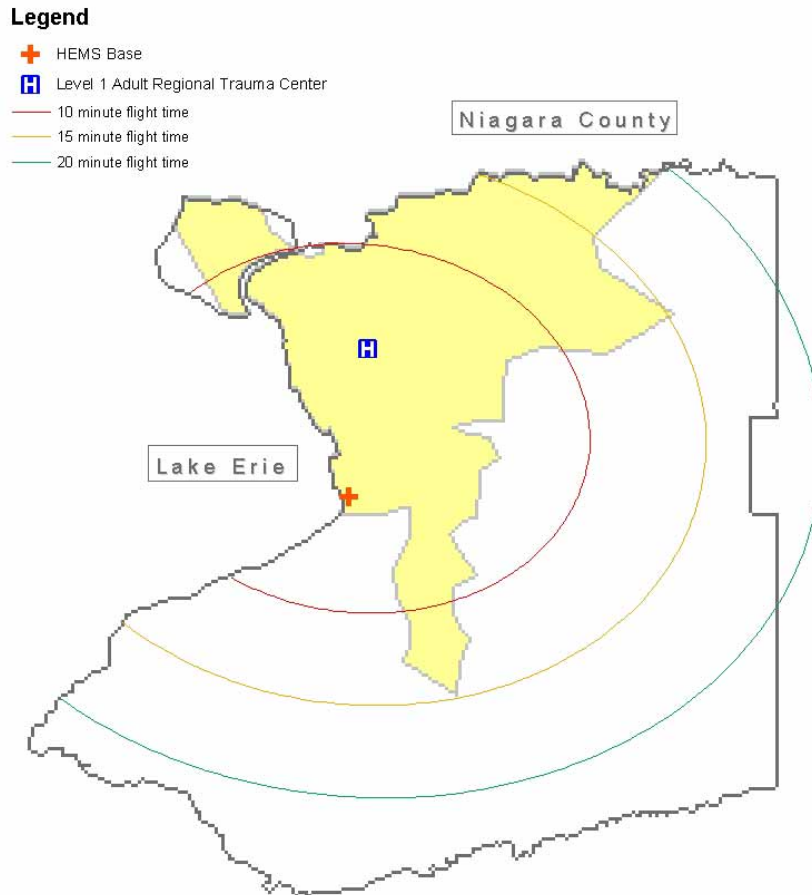 Legend
HEMS Base
H Level 1 Adult Regional Trauma Center
10 minute flight time
15 minute flight time
20 minute flight time
Niagara County
H
Lake Erie